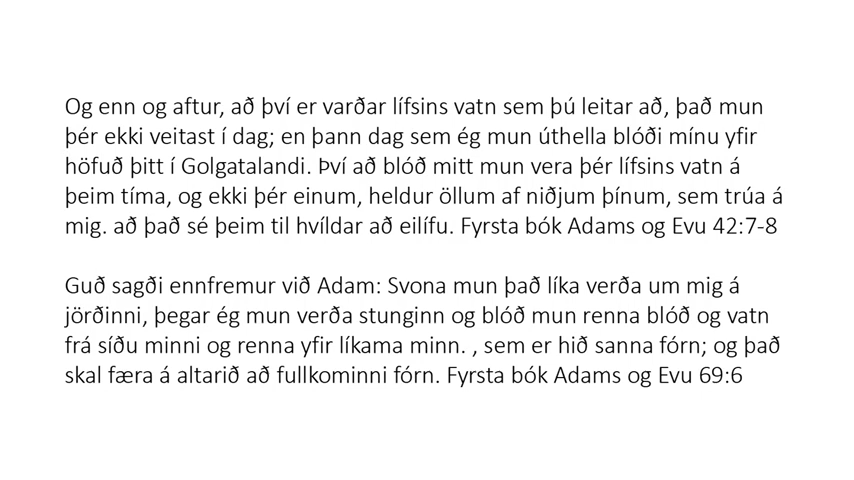 Og enn og aftur, að því er varðar lífsins vatn sem þú leitar að, það mun
þér ekki veitast í dag; en þann dag sem ég mun úthella blóði mínu yfir
höfuð þitt í Golgatalandi. Því að blóð mitt mun vera þér lífsins vatn á
þeim tíma, og ekki þér einum, heldur öllum af niðjum þínum, sem trúa á
mig. að það sé þeim til hvíldar að eilífu. Fyrsta bók Adams og Evu 42:7-8
Guð sagði ennfremur við Adam: Svona mun það líka verða um mig á
jörðinni, þegar ég mun verða stunginn og blóð mun renna blóð og vatn
frá síðu minni og renna yfir líkama minn. , sem er hið sanna fórn; og það
skal færa á altarið að fullkominni fórn. Fyrsta bók Adams og Evu 69:6